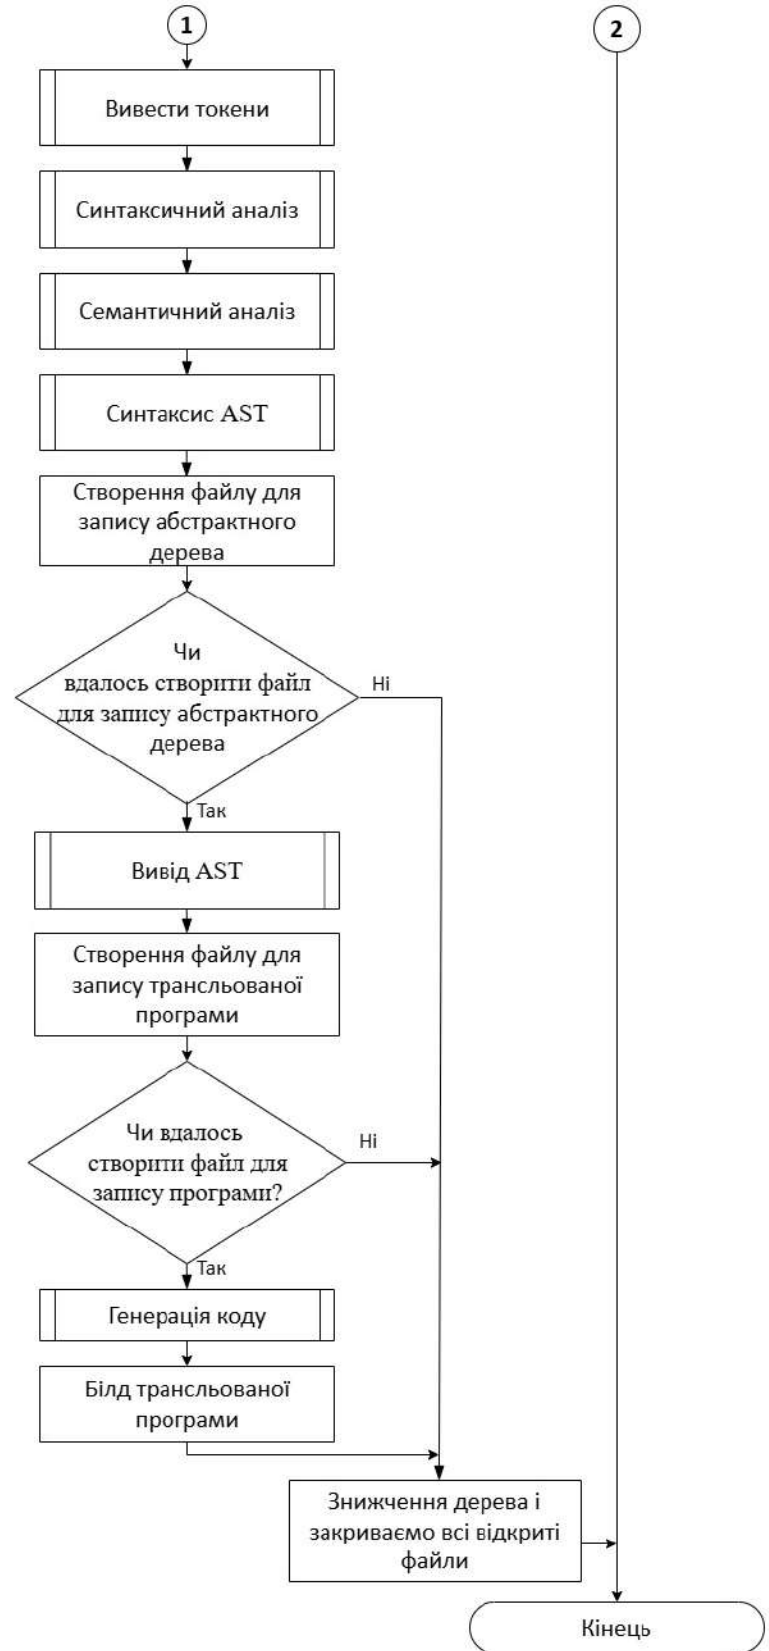 1
2
Вивести токени
Синтаксичний аналіз
Семантичний аналіз
Синтаксис AST
Створення файлу для
запису абстрактного
дерева
Чи
вдалось створити файл
для запису абстрактного
дерева
Ні
Так
Вивід AST
Створення файлу для
запису трансльованої
програми
Чи вдалось
створити файл для
запису програми?
Ні
Так
Генерація коду
Білд трансльованої
програми
Знижчення дерева і
закриваємо всі відкриті
файли
Кінець